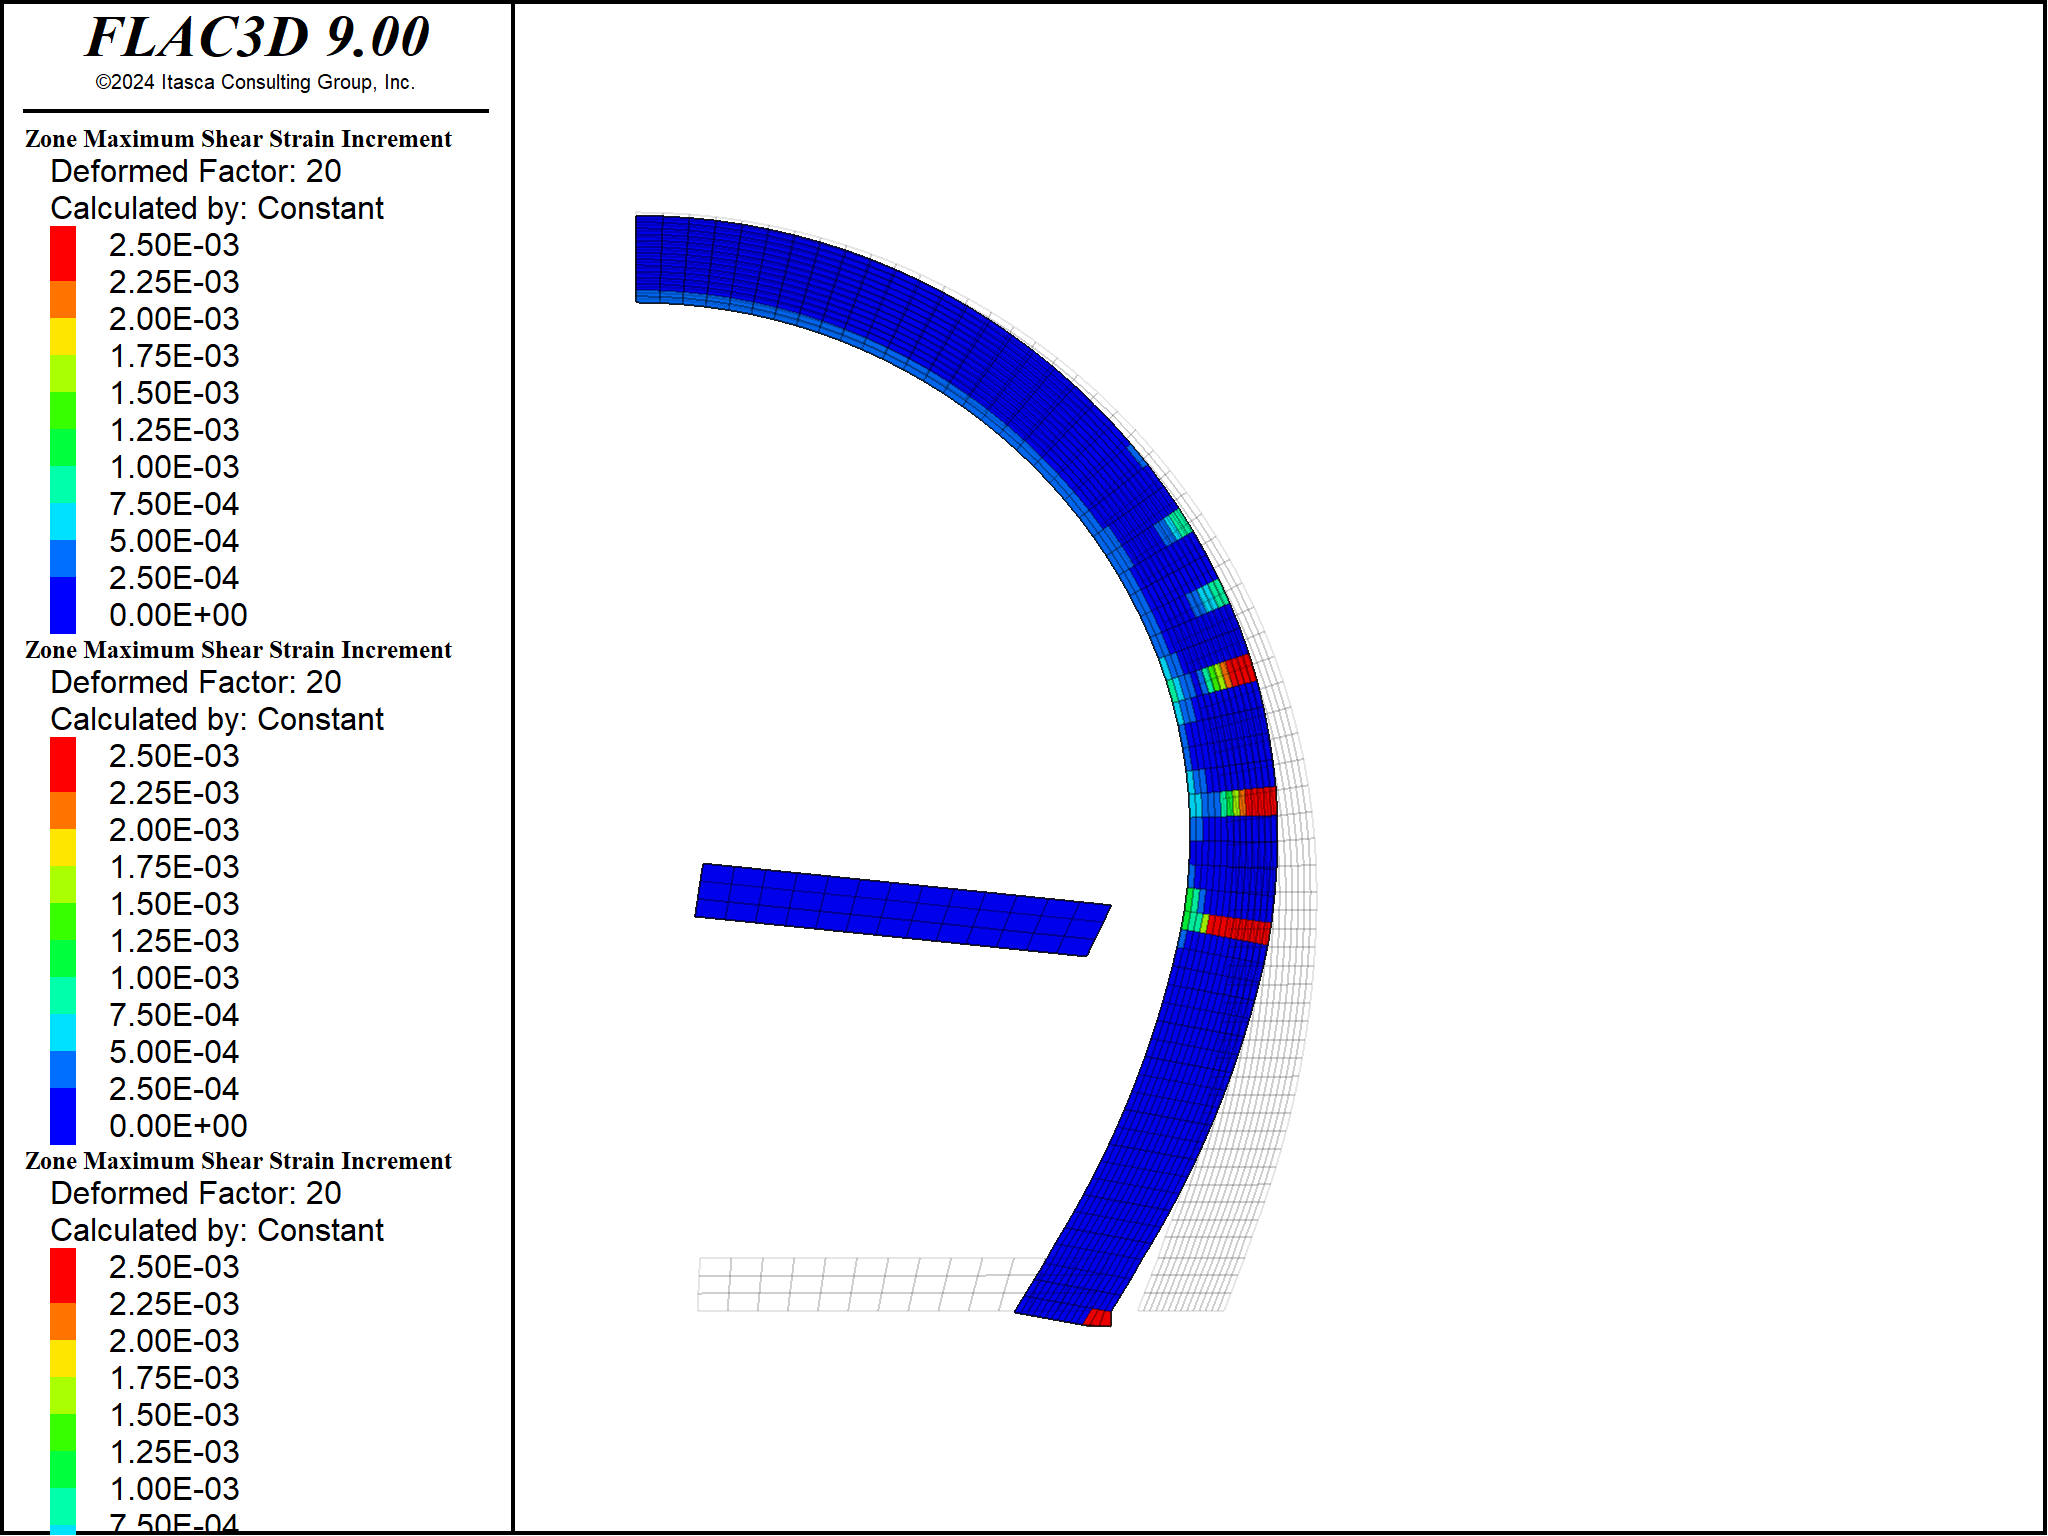 FLAC3D 9.00
©2024 Itasca Consulting Group, Inc.
Zone Maximum Shear Strain Increment
Deformed Factor: 20
Calculated by: Constant
2.50E-03
2.25E-03
2.00E-03
1.75E-03
1.50E-03
1.25E-03
1.00E-03
7.50E-04
5.00E-04
2.50E-04
0.00E+00
Zone Maximum Shear Strain Increment
Deformed Factor: 20
Calculated by: Constant
2.50E-03
2.25E-03
2.00E-03
1.75E-03
1.50E-03
1.25E-03
1.00E-03
7.50E-04
5.00E-04
2.50E-04
0.00E+00
Zone Maximum Shear Strain Increment
Deformed Factor: 20
Calculated by: Constant
2.50E-03
2.25E-03
2.00E-03
1.75E-03
1.50E-03
1.25E-03
1.00E-03
7.50E-04